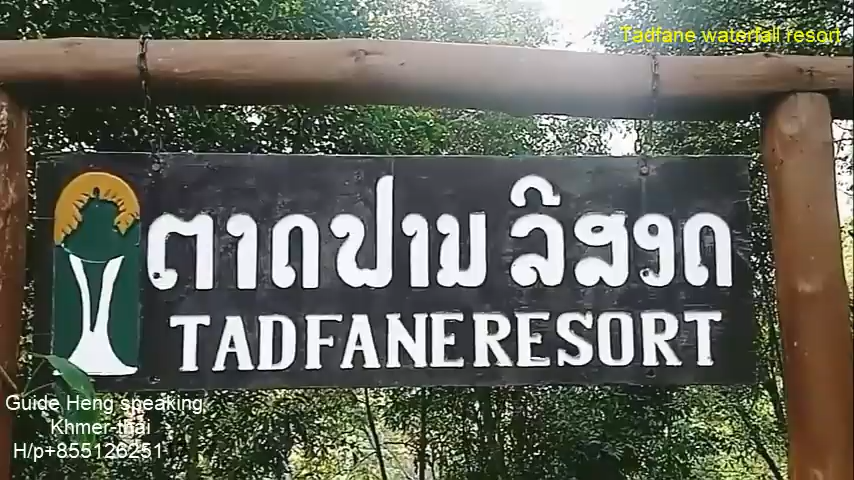 Tadfane waterfall resort
ຕາດຟານ ລີສອດ
TADFANE RESORT
Guide Heng speaking
Khmer-thai
H/p+855126251